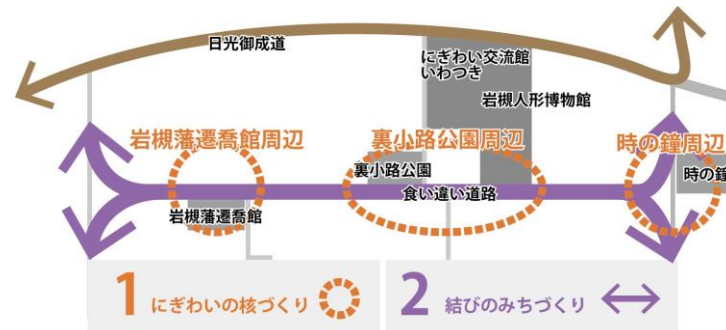 日光御成道
にぎわい交流館
いわつき
岩槻人形博物館
岩槻藩遷喬館周辺
裏小路公園周辺
時の鐘周辺
裏小路公園
時の鐘
食い違い道路
岩槻藩遷喬館
1 にぎわいの核づくり
2 結びのみちづくり